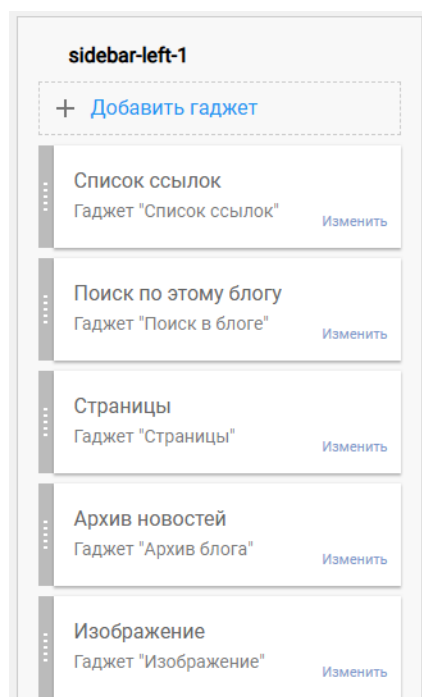 sidebar-left-1
+ Добавить гаджет
Список ссылок
Гаджет "Список ссылок"
Изменить
Поиск по этому блогу
Гаджет "Поиск в блоге"
Изменить
Страницы
Гаджет "Страницы"
Изменить
Архив новостей
Гаджет "Архив блога"
Изменить
Изображение
Гаджет "Изображение"
Изменить